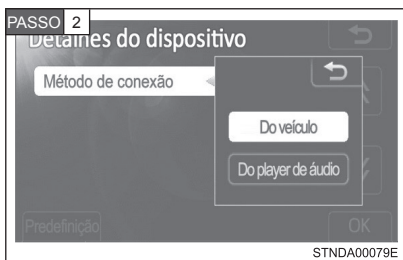 PASSO 2
Detalhes do dispositivo
Método de conexão
Do veículo
Do player de áudio
Predefinição
OK
STNDA00079E